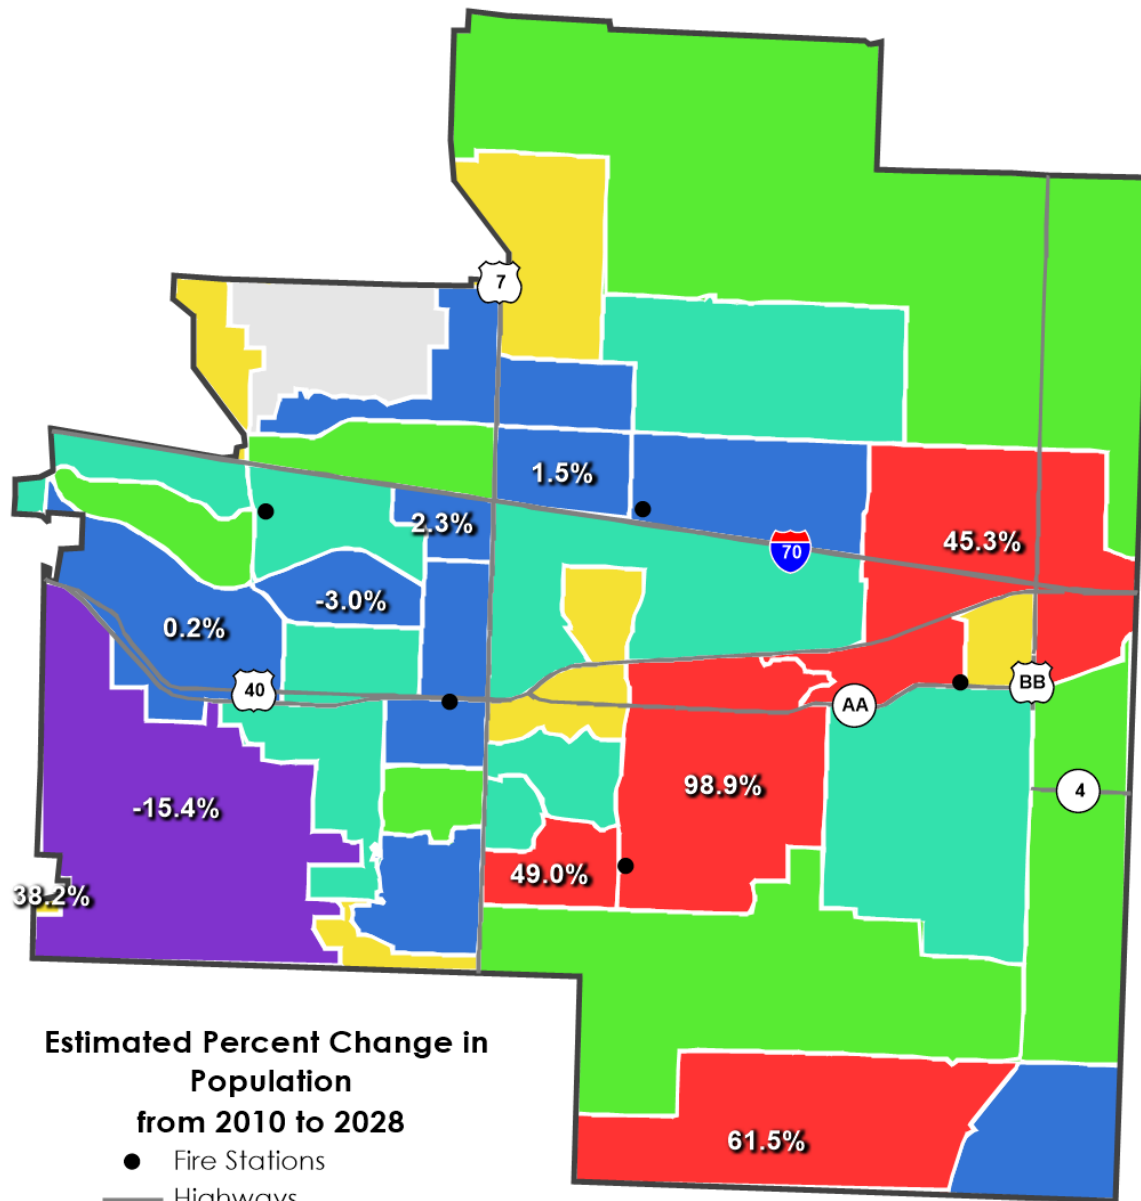 7
1.5%
2.3%
70
45.3%
-3.0%
0.2%
40
BB
AA
-15.4%
98.9%
4
49.0%
38.2%
Estimated Percent Change in
Population
from 2010 to 2028
61.5%
Fire Stations
Highways